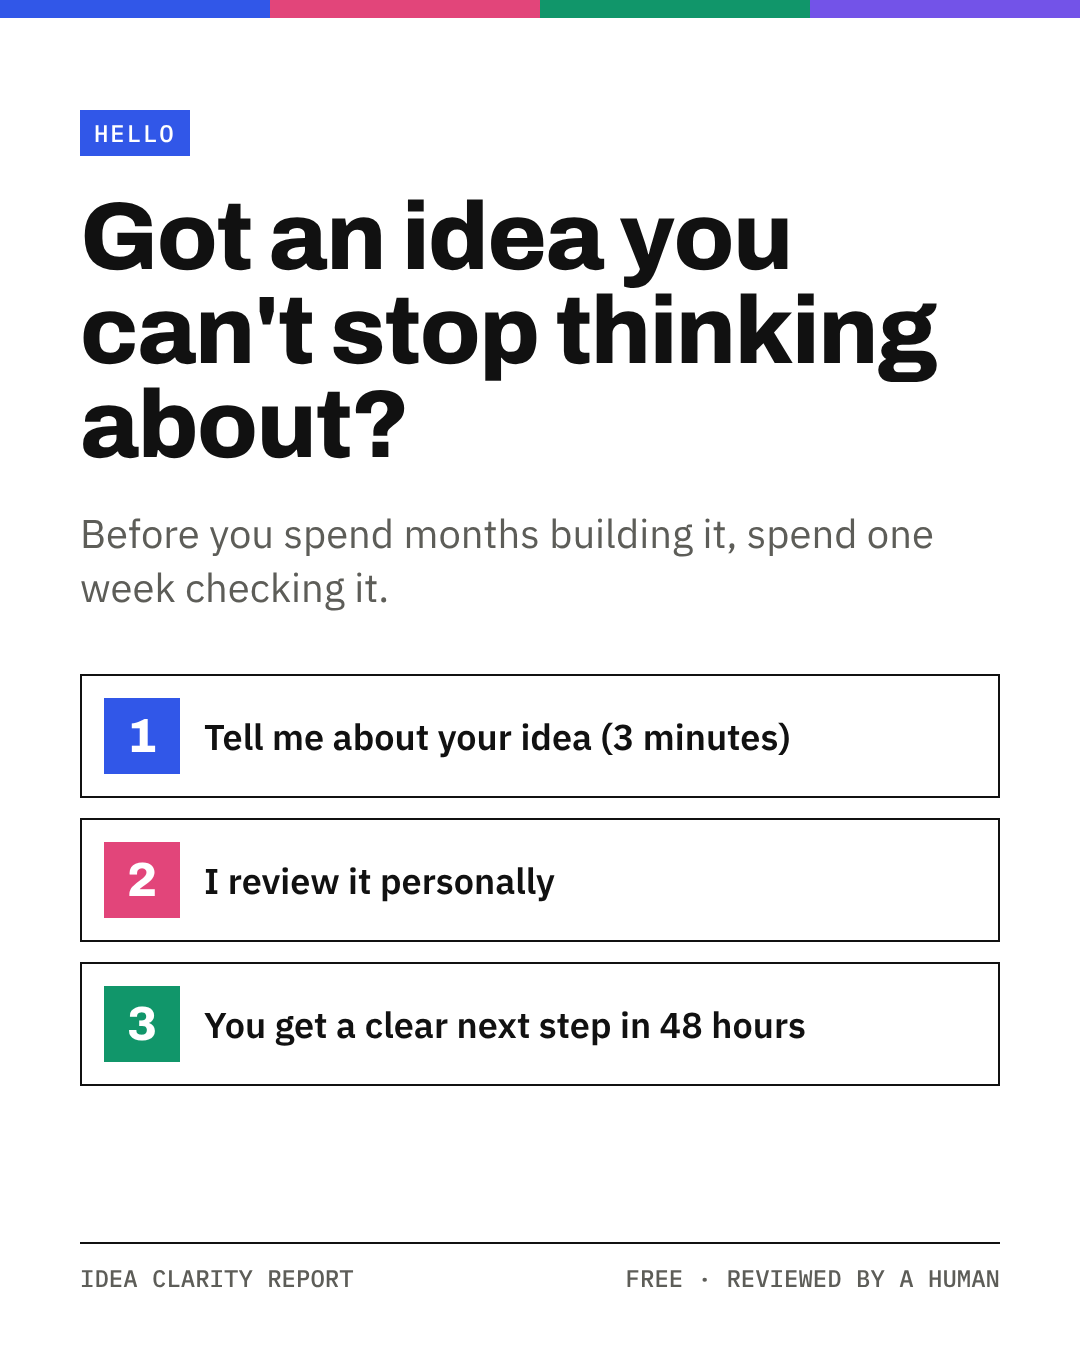 HELLO
Got an idea you
can't stop thinking
about?
Before you spend months building it, spend one
week checking it.
1 Tell me about your idea (3 minutes)
2 I review it personally
3 You get a clear next step in 48 hours
IDEA CLARITY REPORT
FREE · REVIEWED BY A HUMAN